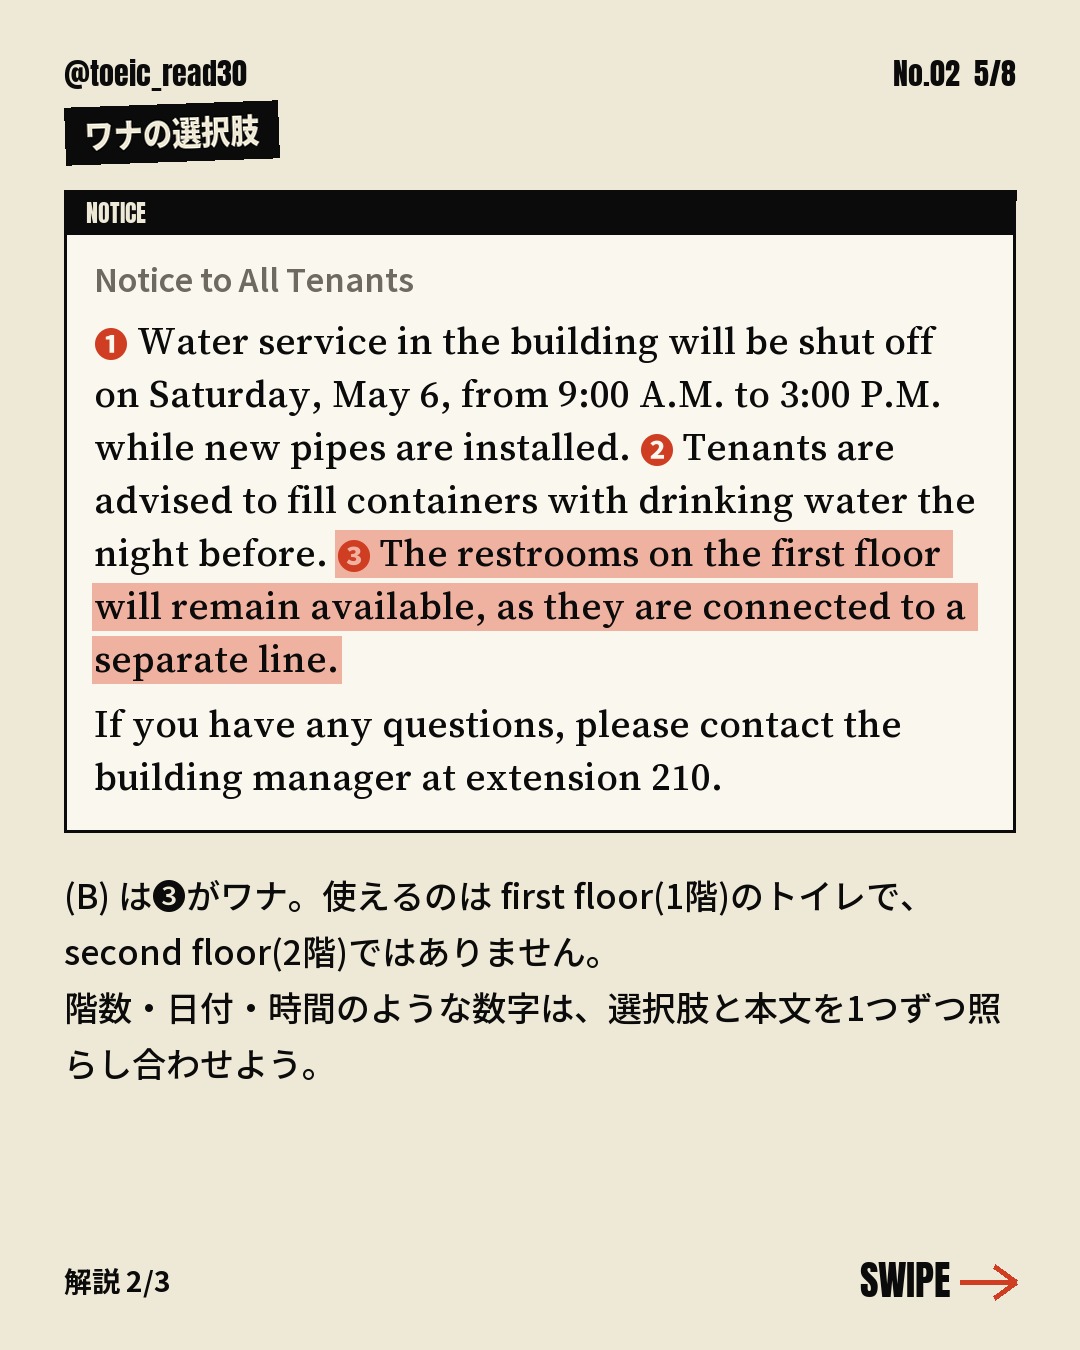 @toeic_read30
No.02 5/8
ワナの選択肢
NOTICE
Notice to All Tenants
❶ Water service in the building will be shut off
on Saturday, May 6, from 9:00 A.M. to 3:00 P.M.
while new pipes are installed. ❷ Tenants are
advised to fill containers with drinking water the
night before. ❸ The restrooms on the first floor
will remain available, as they are connected to a
separate line.
If you have any questions, please contact the
building manager at extension 210.
(B) は❸がワナ。使えるのは first floor(1階)のトイレで、
second floor(2階)ではありません。
階数・日付・時間のような数字は、選択肢と本文を1つずつ照
らし合わせよう。
解説 2/3
SWIPE